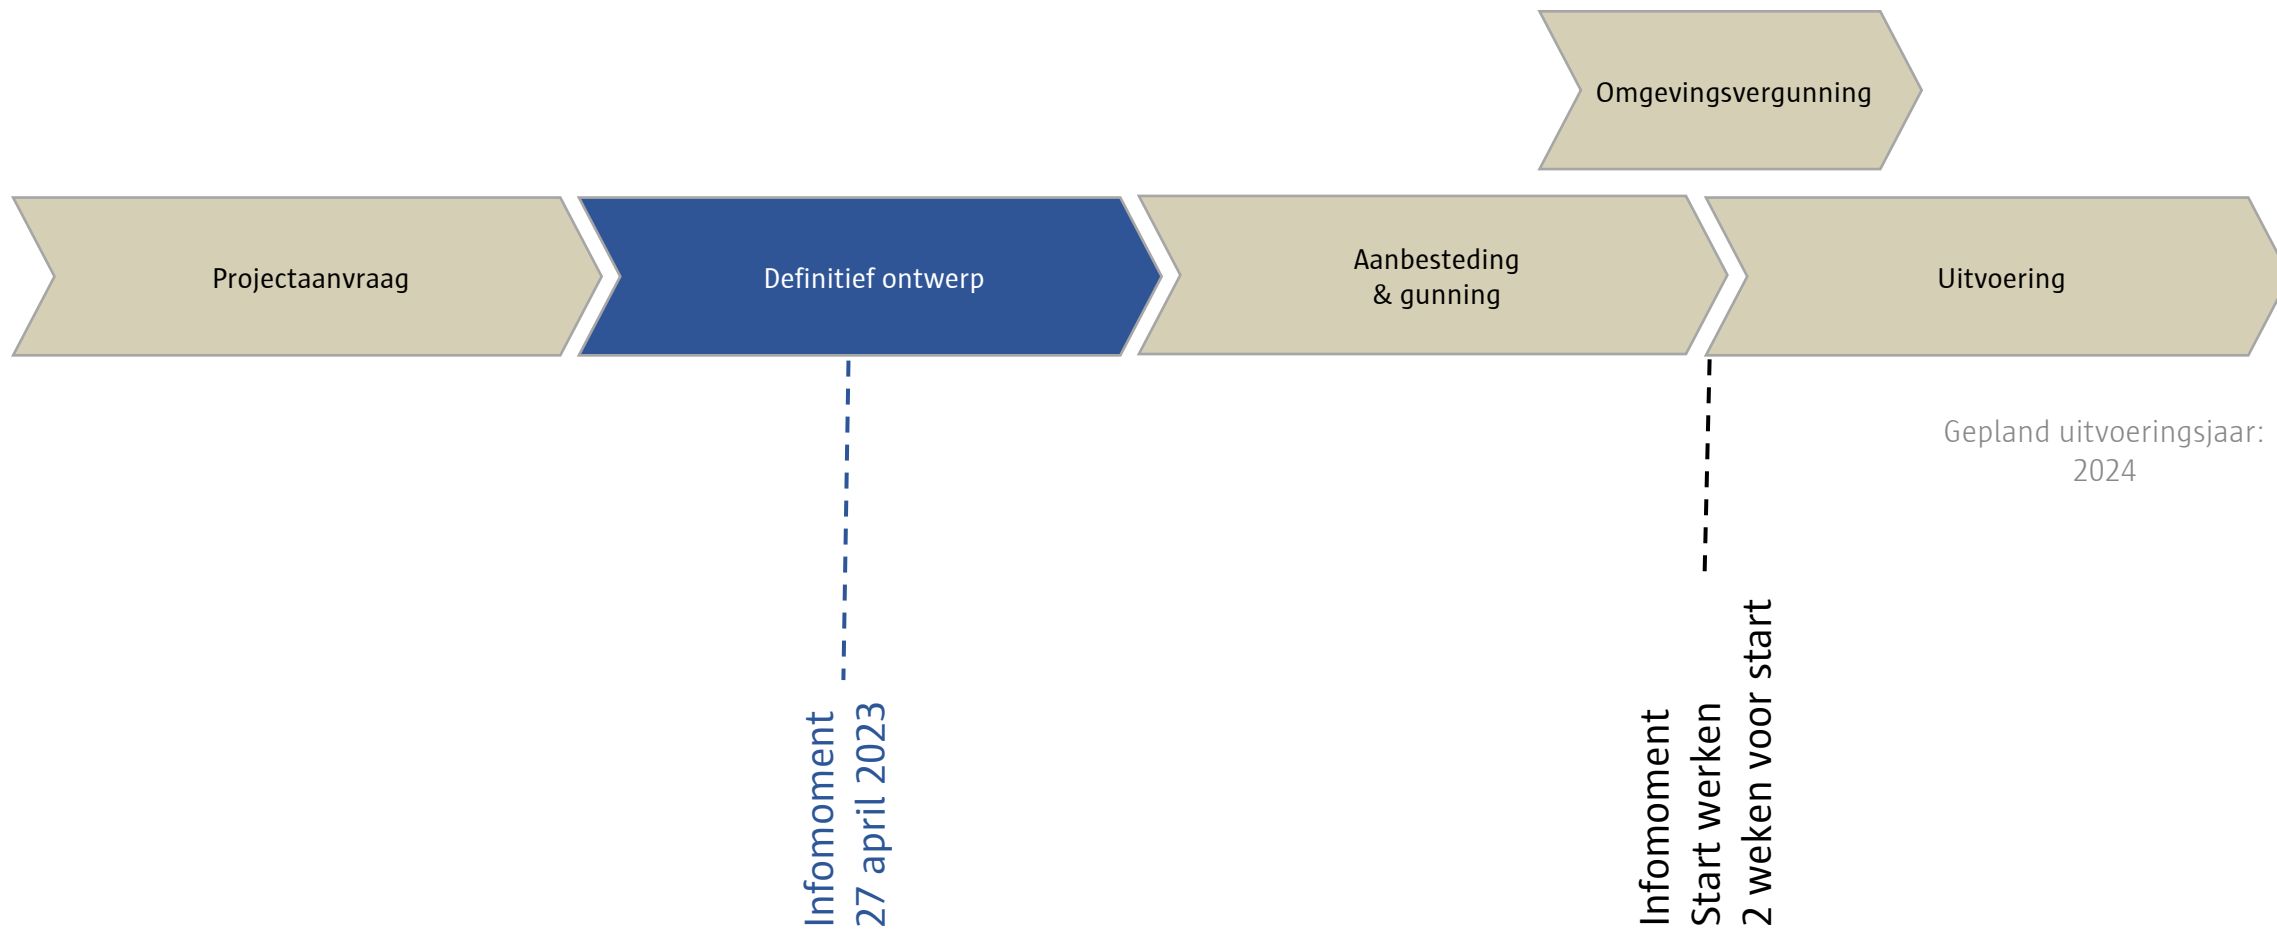 Omgevingsvergunning
Projectaanvraag
Definitief ontwerp
Aanbesteding
& gunning
Uitvoering
Gepland uitvoeringsjaar:
2024
Infomoment
27 april 2023
Infomoment
Start werken
2 weken voor start